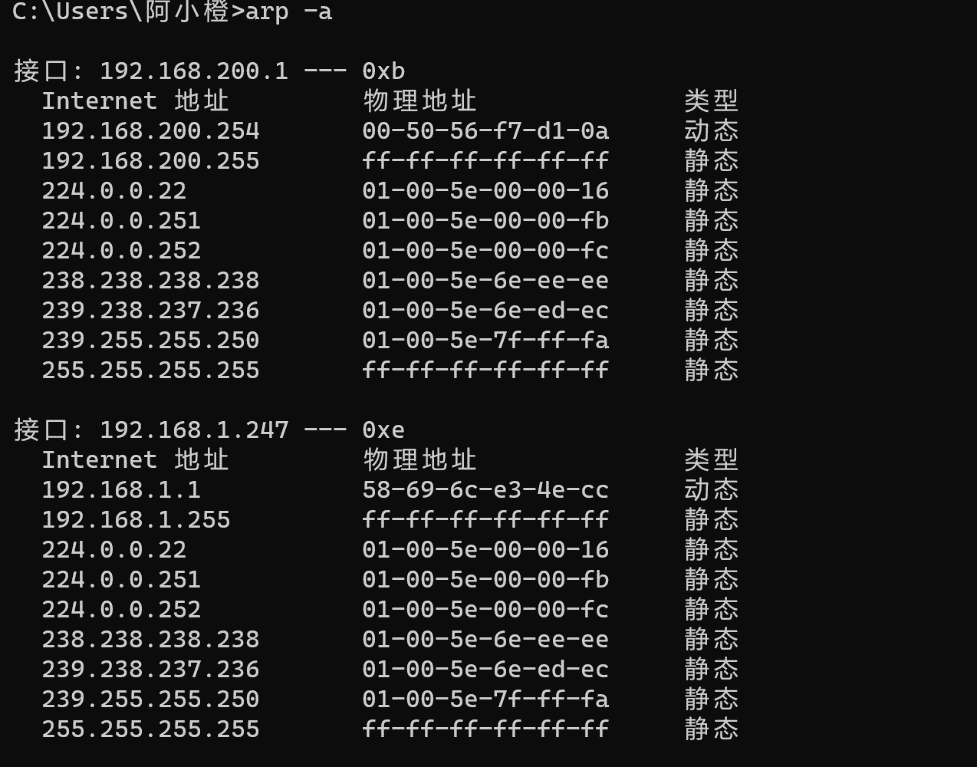 C:\Users\阿小橙>arp -a
接口: 192.168.200.1 --- 0xb
Internet 地址 物理地址 类型
192.168.200.254 00-50-56-f7-d1-0a 动态
192.168.200.255 ff-ff-ff-ff-ff-ff 静态
224.0.0.22 01-00-5e-00-00-16 静态
224.0.0.251 01-00-5e-00-00-fb 静态
224.0.0.252 01-00-5e-00-00-fc 静态
238.238.238.238 01-00-5e-6e-ee-ee 静态
239.238.237.236 01-00-5e-6e-ed-ec 静态
239.255.255.250 01-00-5e-7f-ff-fa 静态
255.255.255.255 ff-ff-ff-ff-ff-ff 静态
接口: 192.168.1.247 --- 0xe
Internet 地址 物理地址 类型
192.168.1.1 58-69-6c-e3-4e-cc 动态
192.168.1.255 ff-ff-ff-ff-ff-ff 静态
224.0.0.22 01-00-5e-00-00-16 静态
224.0.0.251 01-00-5e-00-00-fb 静态
224.0.0.252 01-00-5e-00-00-fc 静态
238.238.238.238 01-00-5e-6e-ee-ee 静态
239.238.237.236 01-00-5e-6e-ed-ec 静态
239.255.255.250 01-00-5e-7f-ff-fa 静态
255.255.255.255 ff-ff-ff-ff-ff-ff 静态